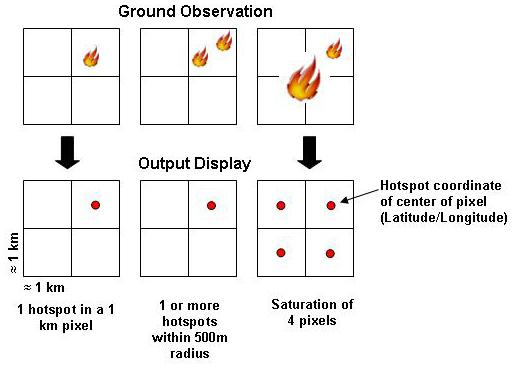 Ground Observation
Output Display
Hotspot coordinate
of center of pixel
(Latitude/Longitude)
≈ 1 km
≈ 1 km
1 hotspot in a 1
km pixel
1 or more
hotspots
within 500m
radius
Saturation of
4 pixels